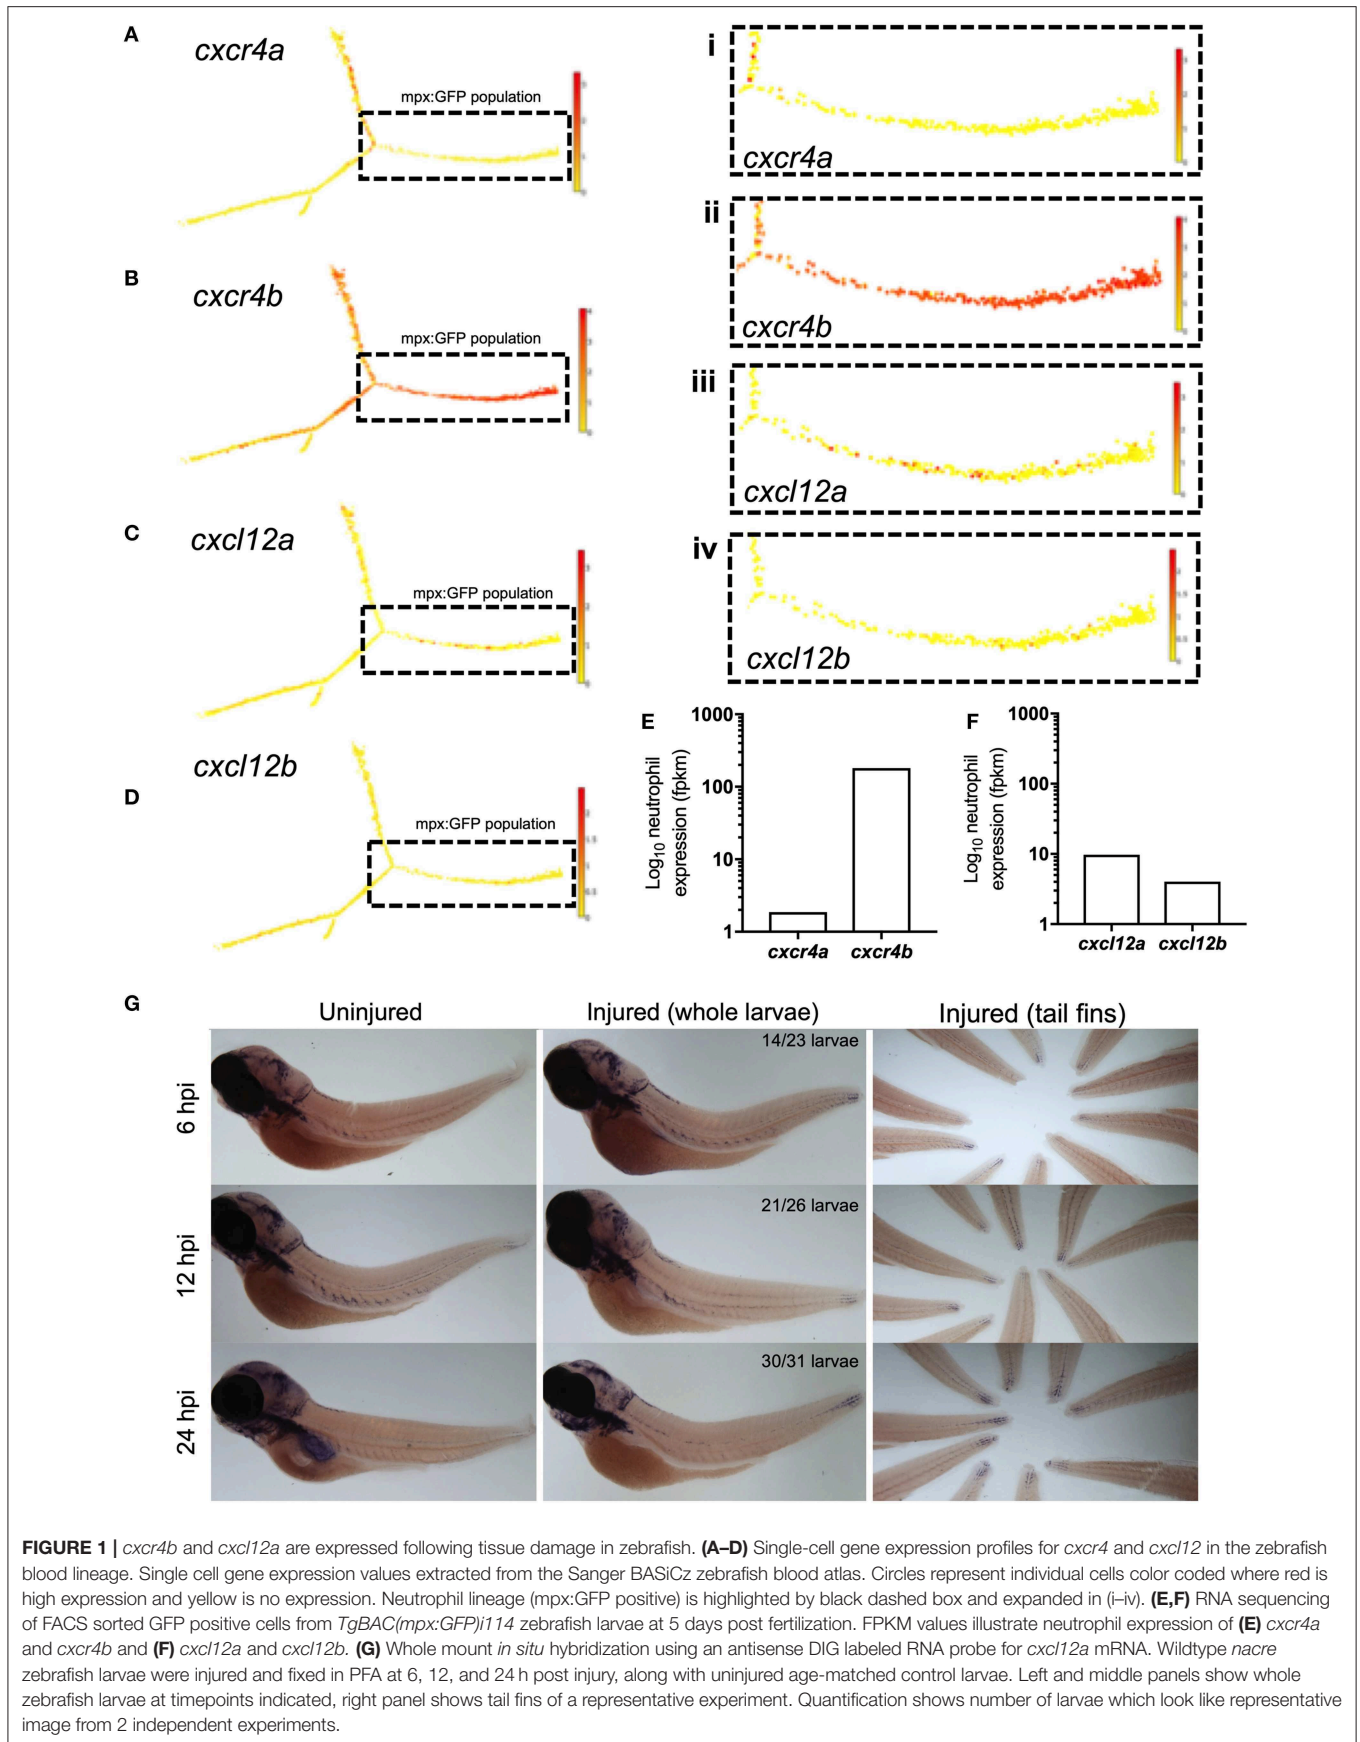 A
cxcr4a
mpx:GFP population
B
cxcr4b
mpx:GFP population
4
3
2
1
0
C
cxcl12a
mpx:GFP population
D
cxcl12b
mpx:GFP population
i
cxcr4a
ii
cxcr4b
iii
cxcl12a
iv
cxcl12b
E
Log10 neutrophil
expression (fpkm)
1000
100
10
1
cxcr4a cxcr4b
F
Log10 neutrophil
expression (fpkm)
1000
100
10
1
cxcl12a cxcl12b
G
Uninjured
Injured (whole larvae)
Injured (tail fins)
6 hpi
14/23 larvae
12 hpi
21/26 larvae
24 hpi
30/31 larvae
FIGURE 1 | cxcr4b and cxcl12a are expressed following tissue damage in zebrafish. (A–D) Single-cell gene expression profiles for cxcr4 and cxcl12 in the zebrafish
blood lineage. Single cell gene expression values extracted from the Sanger BASiCz zebrafish blood atlas. Circles represent individual cells color coded where red is
high expression and yellow is no expression. Neutrophil lineage (mpx:GFP positive) is highlighted by black dashed box and expanded in (i–iv). (E,F) RNA sequencing
of FACS sorted GFP positive cells from TgBAC(mpx:GFP)i114 zebrafish larvae at 5 days post fertilization. FPKM values illustrate neutrophil expression of (E) cxcr4a
and cxcr4b and (F) cxcl12a and cxcl12b. (G) Whole mount in situ hybridization using an antisense DIG labeled RNA probe for cxcl12a mRNA. Wildtype nacre
zebrafish larvae were injured and fixed in PFA at 6, 12, and 24 h post injury, along with uninjured age-matched control larvae. Left and middle panels show whole
zebrafish larvae at timepoints indicated, right panel shows tail fins of a representative experiment. Quantification shows number of larvae which look like representative
image from 2 independent experiments.